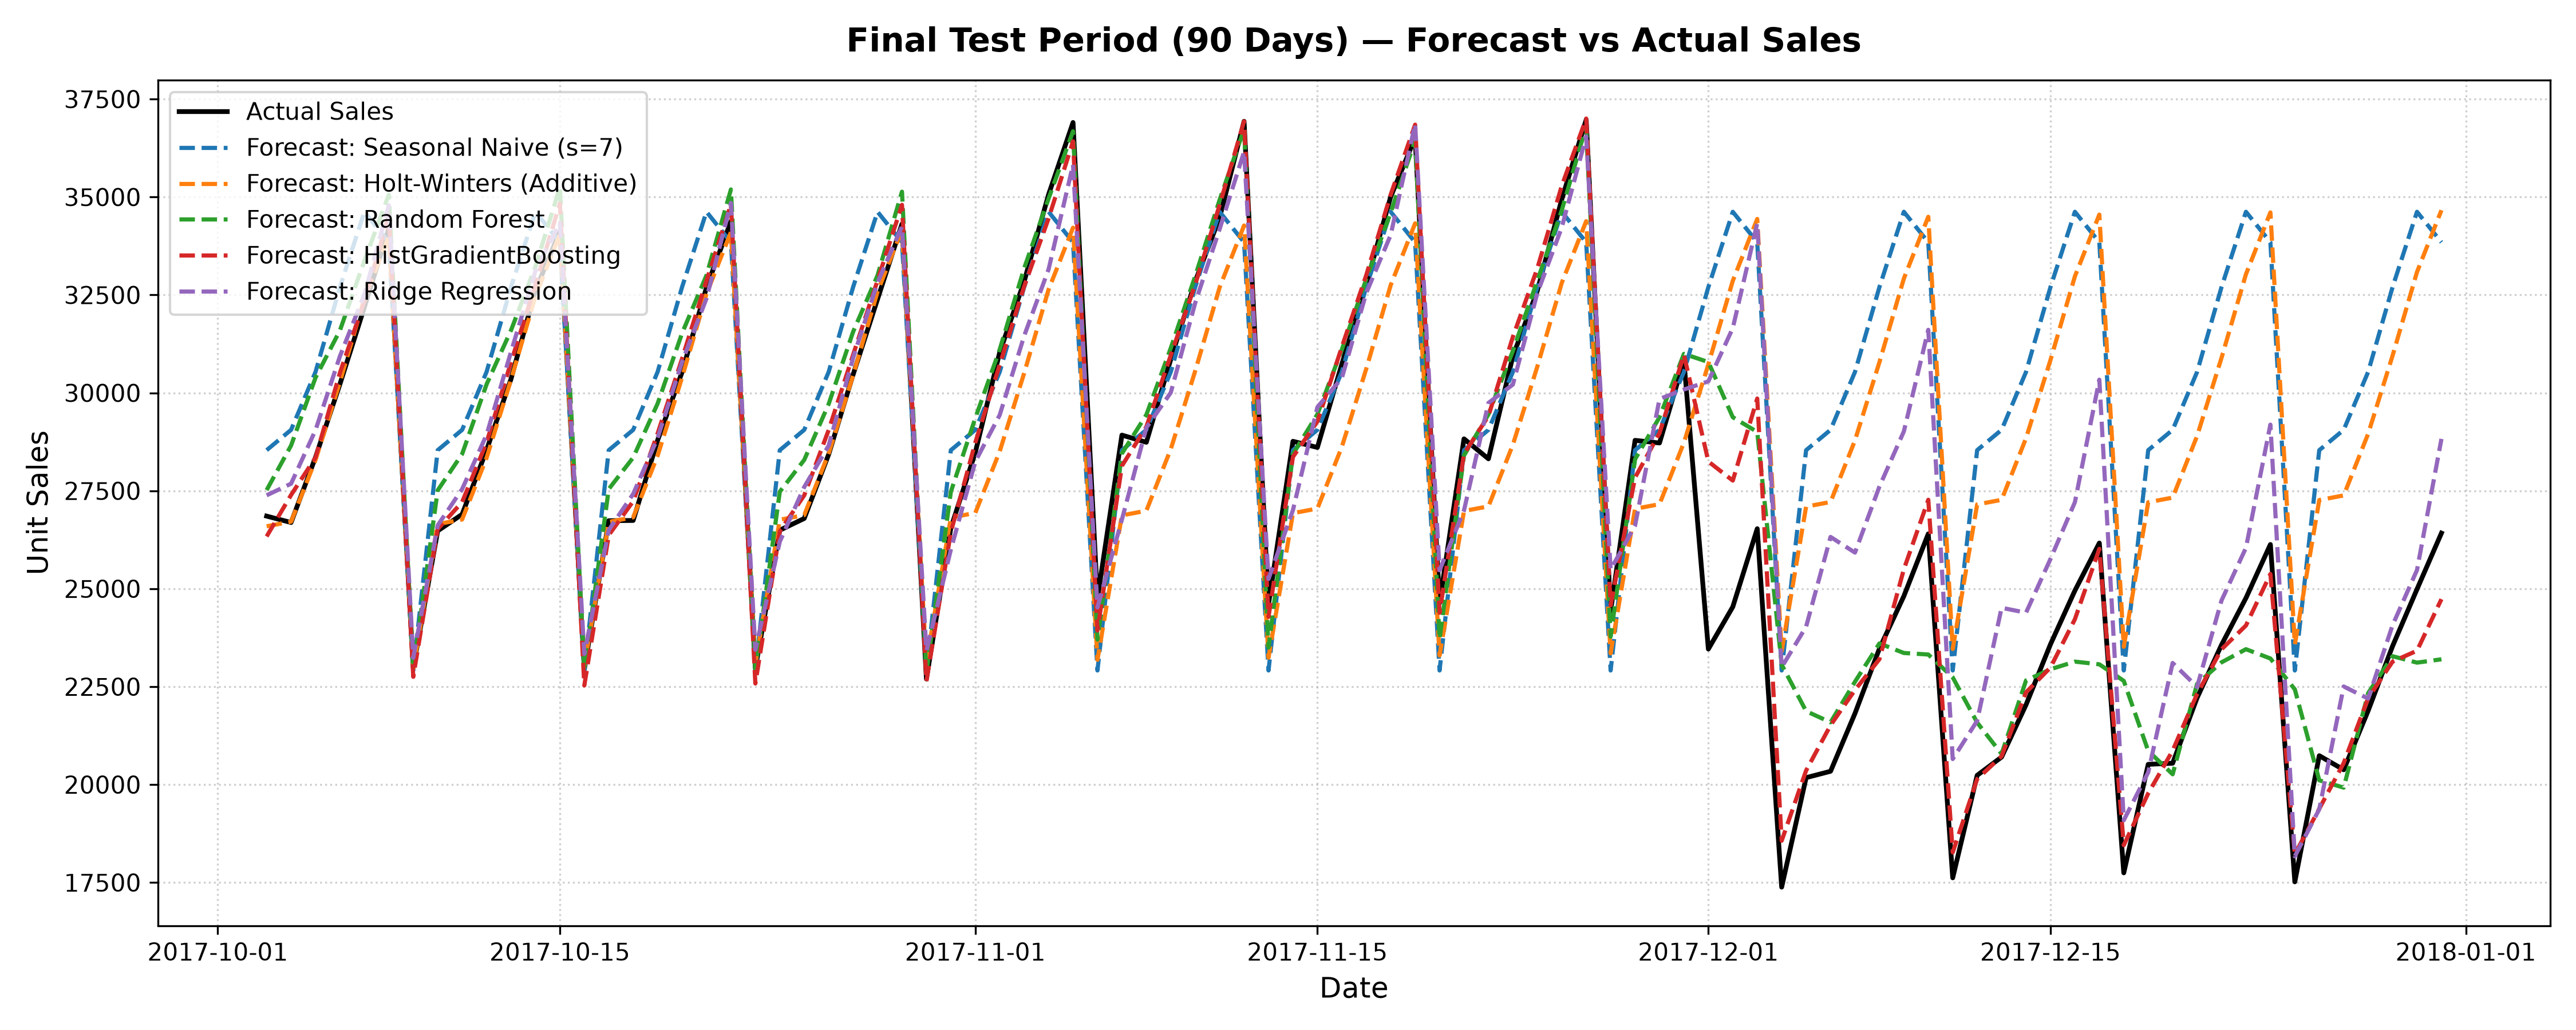 Final Test Period (90 Days) — Forecast vs Actual Sales
37500
35000
32500
30000
27500
25000
22500
20000
17500
Unit Sales
Actual Sales
Forecast: Seasonal Naive (s=7)
Forecast: Holt-Winters (Additive)
Forecast: Random Forest
Forecast: HistGradientBoosting
Forecast: Ridge Regression
2017-10-01
2017-10-15
2017-11-01
2017-11-15
2017-12-01
2017-12-15
2018-01-01
Date